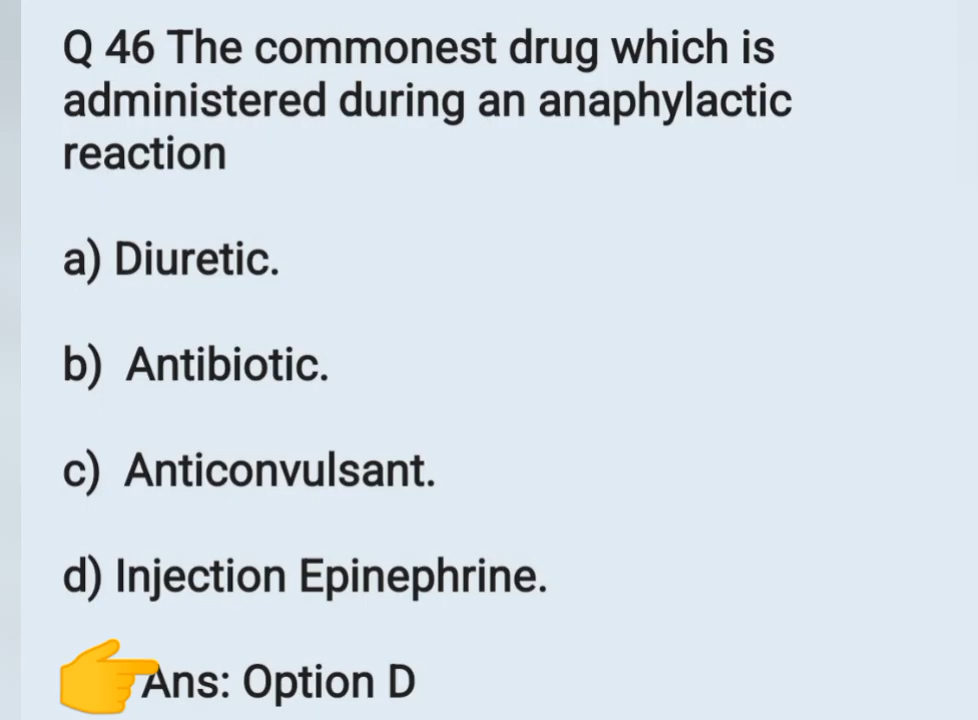 Q 46 The commonest drug which is
administered during an anaphylactic
reaction
a) Diuretic.
b) Antibiotic.
c) Anticonvulsant.
d) Injection Epinephrine.
Ans: Option D